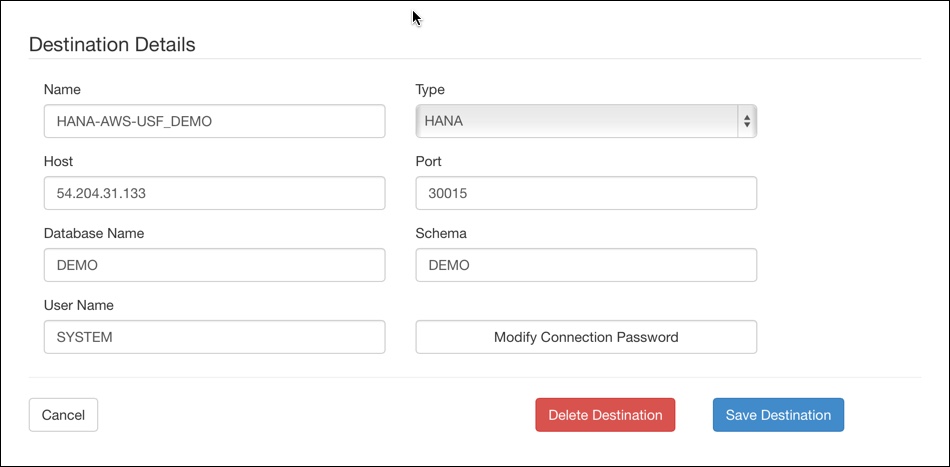 Destination Details
Name Type
HANA-AWS-USF_DEMO HANA
Host Port
54.204.31.133 30015
Database Name Schema
DEMO DEMO
User Name
SYSTEM Modify Connection Password
Cancel Delete Destination Save Destination